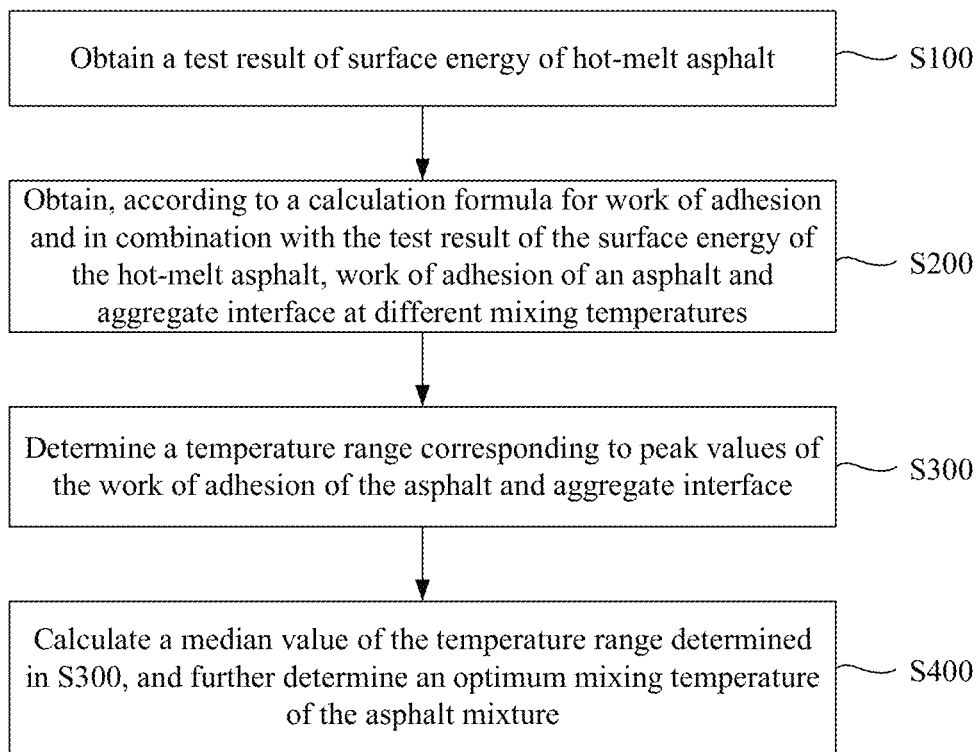 Obtain a test result of surface energy of hot-melt asphalt
S100
Obtain, according to a calculation formula for work of adhesion
and in combination with the test result of the surface energy of
the hot-melt asphalt, work of adhesion of an asphalt and
aggregate interface at different mixing temperatures
S200
Determine a temperature range corresponding to peak values of
the work of adhesion of the asphalt and aggregate interface
S300
Calculate a median value of the temperature range determined
in S300, and further determine an optimum mixing temperature
of the asphalt mixture
S400